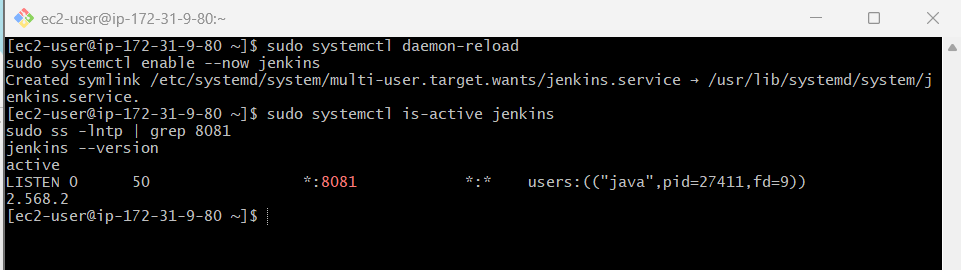 ec2-user@ip-172-31-9-80:~
[ec2-user@ip-172-31-9-80 ~]$ sudo systemctl daemon-reload
sudo systemctl enable --now jenkins
Created symlink /etc/systemd/system/multi-user.target.wants/jenkins.service → /usr/lib/systemd/system/j
enkins.service.
[ec2-user@ip-172-31-9-80 ~]$ sudo systemctl is-active jenkins
sudo ss -lntp | grep 8081
jenkins --version
active
LISTEN 0      50                 *:8081            *:*    users:(("java",pid=27411,fd=9))
2.568.2
[ec2-user@ip-172-31-9-80 ~]$